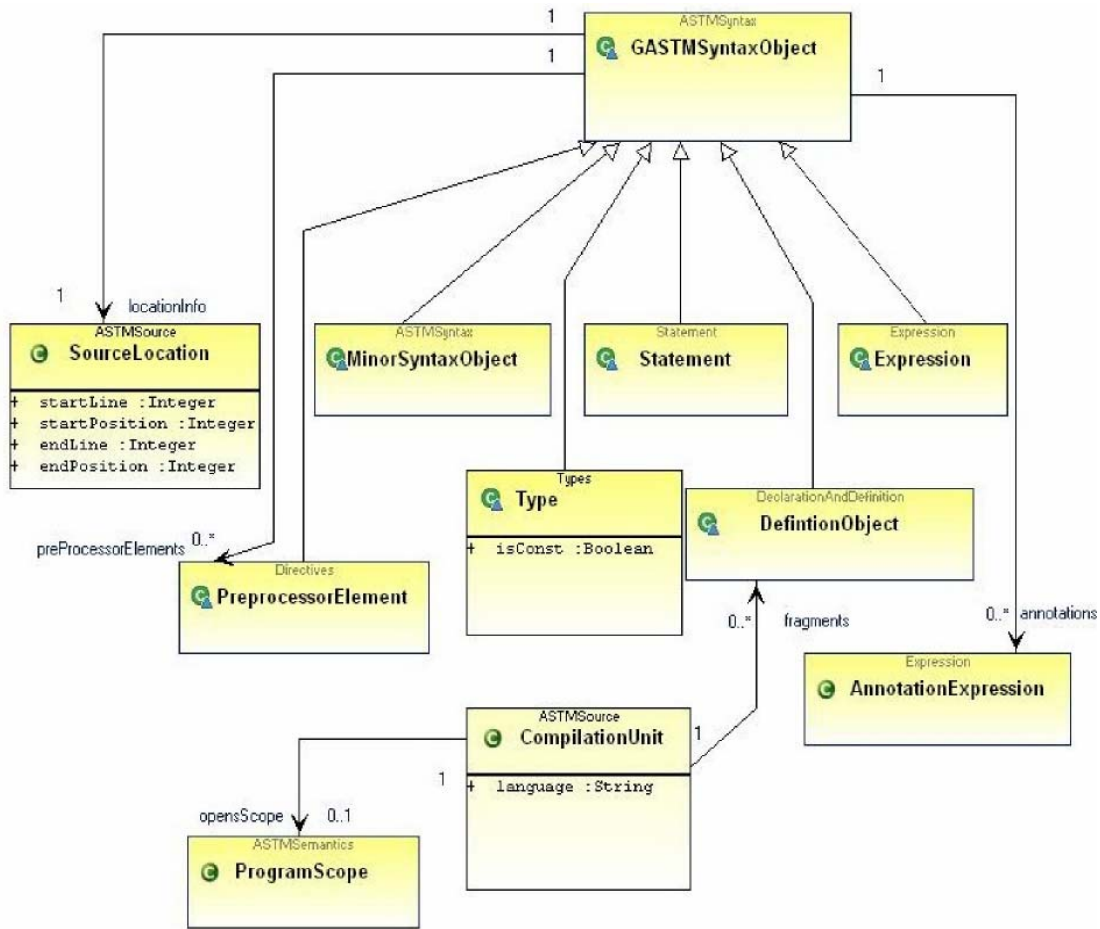 1
ASTMSyntax
GASTMSyntaxObject
1
1
1
locationInfo
ASTMSource
SourceLocation
+ startLine :Integer
+ startPosition :Integer
+ endLine :Integer
+ endPosition :Integer
ASTMSyntax
MinorSyntaxObject
Statement
Statement
Expression
Expression
Types
Type
+ isConst :Boolean
DeclarationAndDefinition
DefintionObject
preProcessorElements
0..*
Directives
PreprocessorElement
0..*
fragments
0..*
annotations
Expression
AnnotationExpression
ASTMSource
CompilationUnit
+ language :String
1
1
opensScope
0..1
ASTMSemantics
ProgramScope